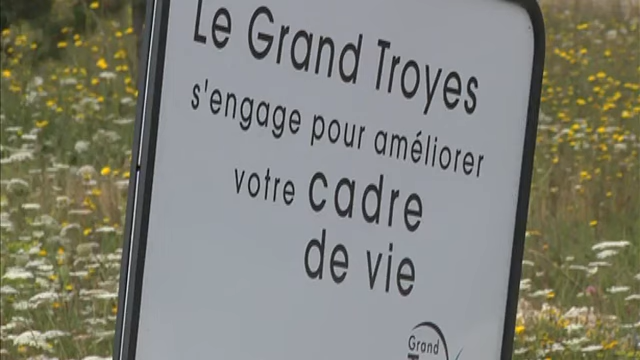 Le Grand Troyes
s'engage pour améliorer
votre cadre
de vie
Grand